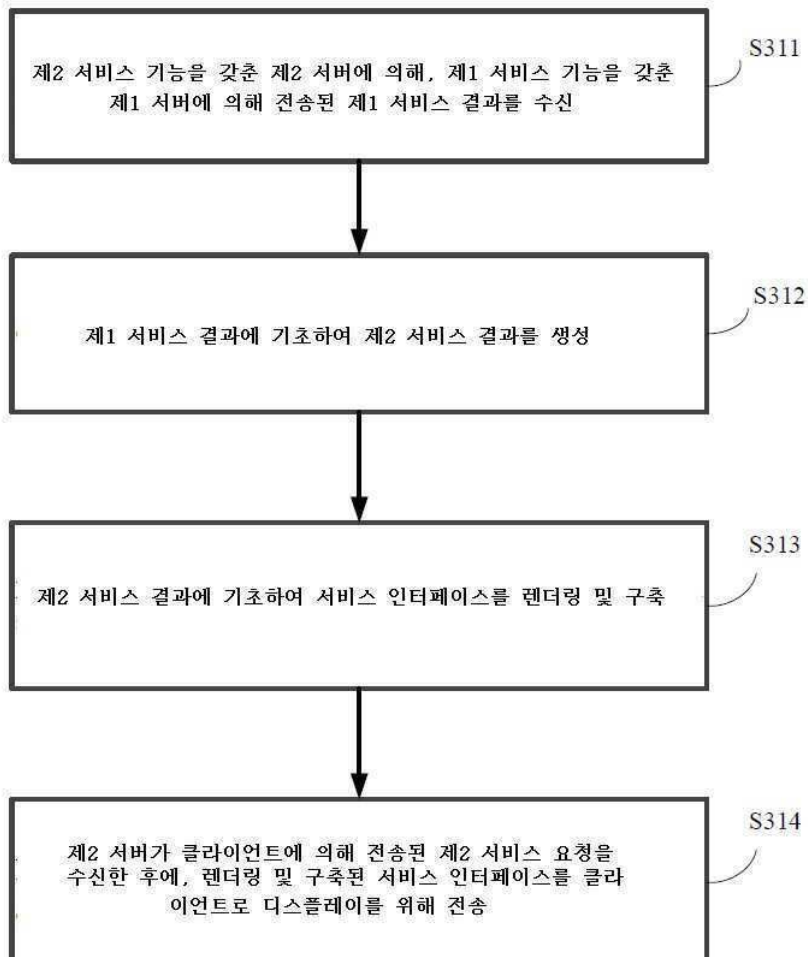 제2 서비스 기능을 갖춘 제2 서버에 의해, 제1 서비스 기능을 갖춘
제1 서버에 의해 전송된 제1 서비스 결과를 수신
S311
제1 서비스 결과에 기초하여 제2 서비스 결과를 생성
S312
제2 서비스 결과에 기초하여 서비스 인터페이스를 렌더링 및 구축
S313
제2 서버가 클라이언트에 의해 전송된 제2 서비스 요청을
수신한 후에, 렌더링 및 구축된 서비스 인터페이스를 클라
이언트로 디스플레이를 위해 전송
S314